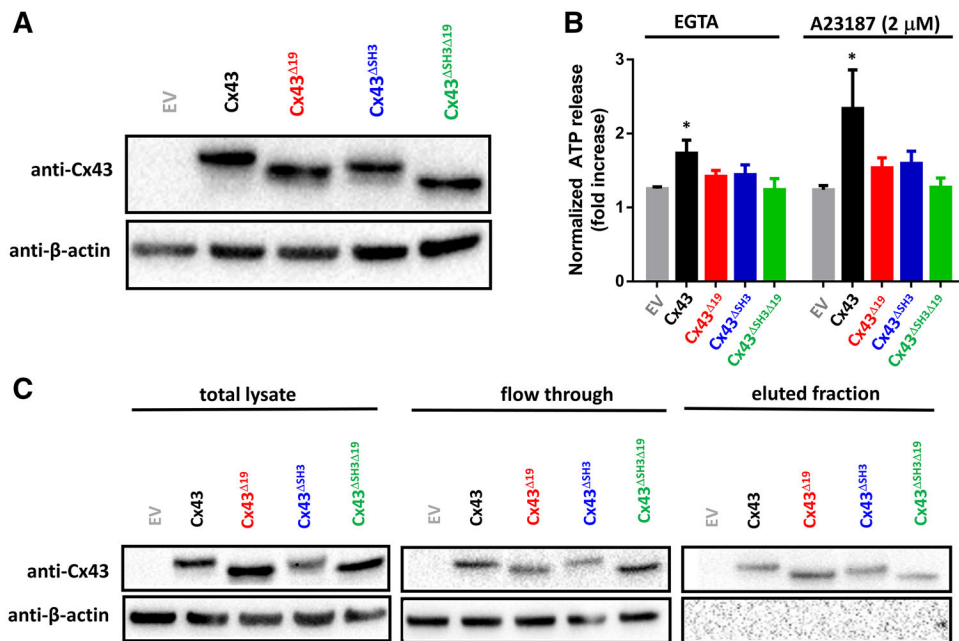 A
EV
Cx43
Cx43Δ19
Cx43ΔSH3
Cx43ΔSH3Δ19
anti-Cx43
anti-β-actin
B
EGTA
A23187 (2 μM)
Normalized ATP release
(fold increase)
3
2
1
0
*
*
EV
Cx43
Cx43Δ19
Cx43ΔSH3
Cx43ΔSH3Δ19
EV
Cx43
Cx43Δ19
Cx43ΔSH3
Cx43ΔSH3Δ19
C
total lysate
flow through
eluted fraction
EV
Cx43
Cx43Δ19
Cx43ΔSH3
Cx43ΔSH3Δ19
EV
Cx43
Cx43Δ19
Cx43ΔSH3
Cx43ΔSH3Δ19
EV
Cx43
Cx43Δ19
Cx43ΔSH3
Cx43ΔSH3Δ19
anti-Cx43
anti-β-actin